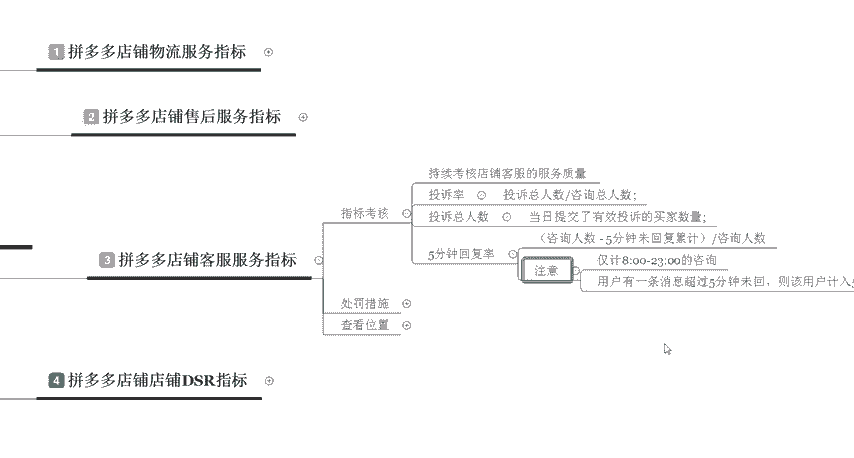 1 拼多多店铺物流服务指标
2 拼多多店铺售后服务指标
3 拼多多店铺客服服务指标
指标考核
持续考核店铺客服的服务质量
投诉率 投诉总人数/咨询总人数;
投诉总人数 当日提交了有效投诉的买家数量;
5分钟回复率
（咨询人数 - 5分钟未回复累计）/咨询人数
注意
仅计8:00-23:00的咨询
用户有一条消息超过5分钟未回，则该用户计入
处罚措施
查看位置
4 拼多多店铺店铺DSR指标